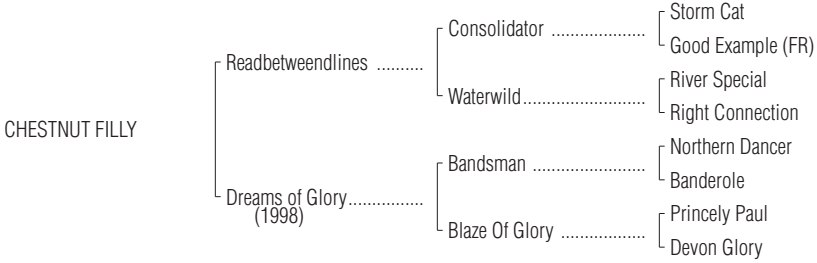 Storm Cat
Consolidator ....................
Good Example (FR)
Readbetweendlines ..........
River Special
Waterwild..........................
Right Connection
CHESTNUT FILLY
Northern Dancer
Bandsman ........................
Banderole
Dreams of Glory................
(1998)
Princely Paul
Blaze Of Glory ..................
Devon Glory